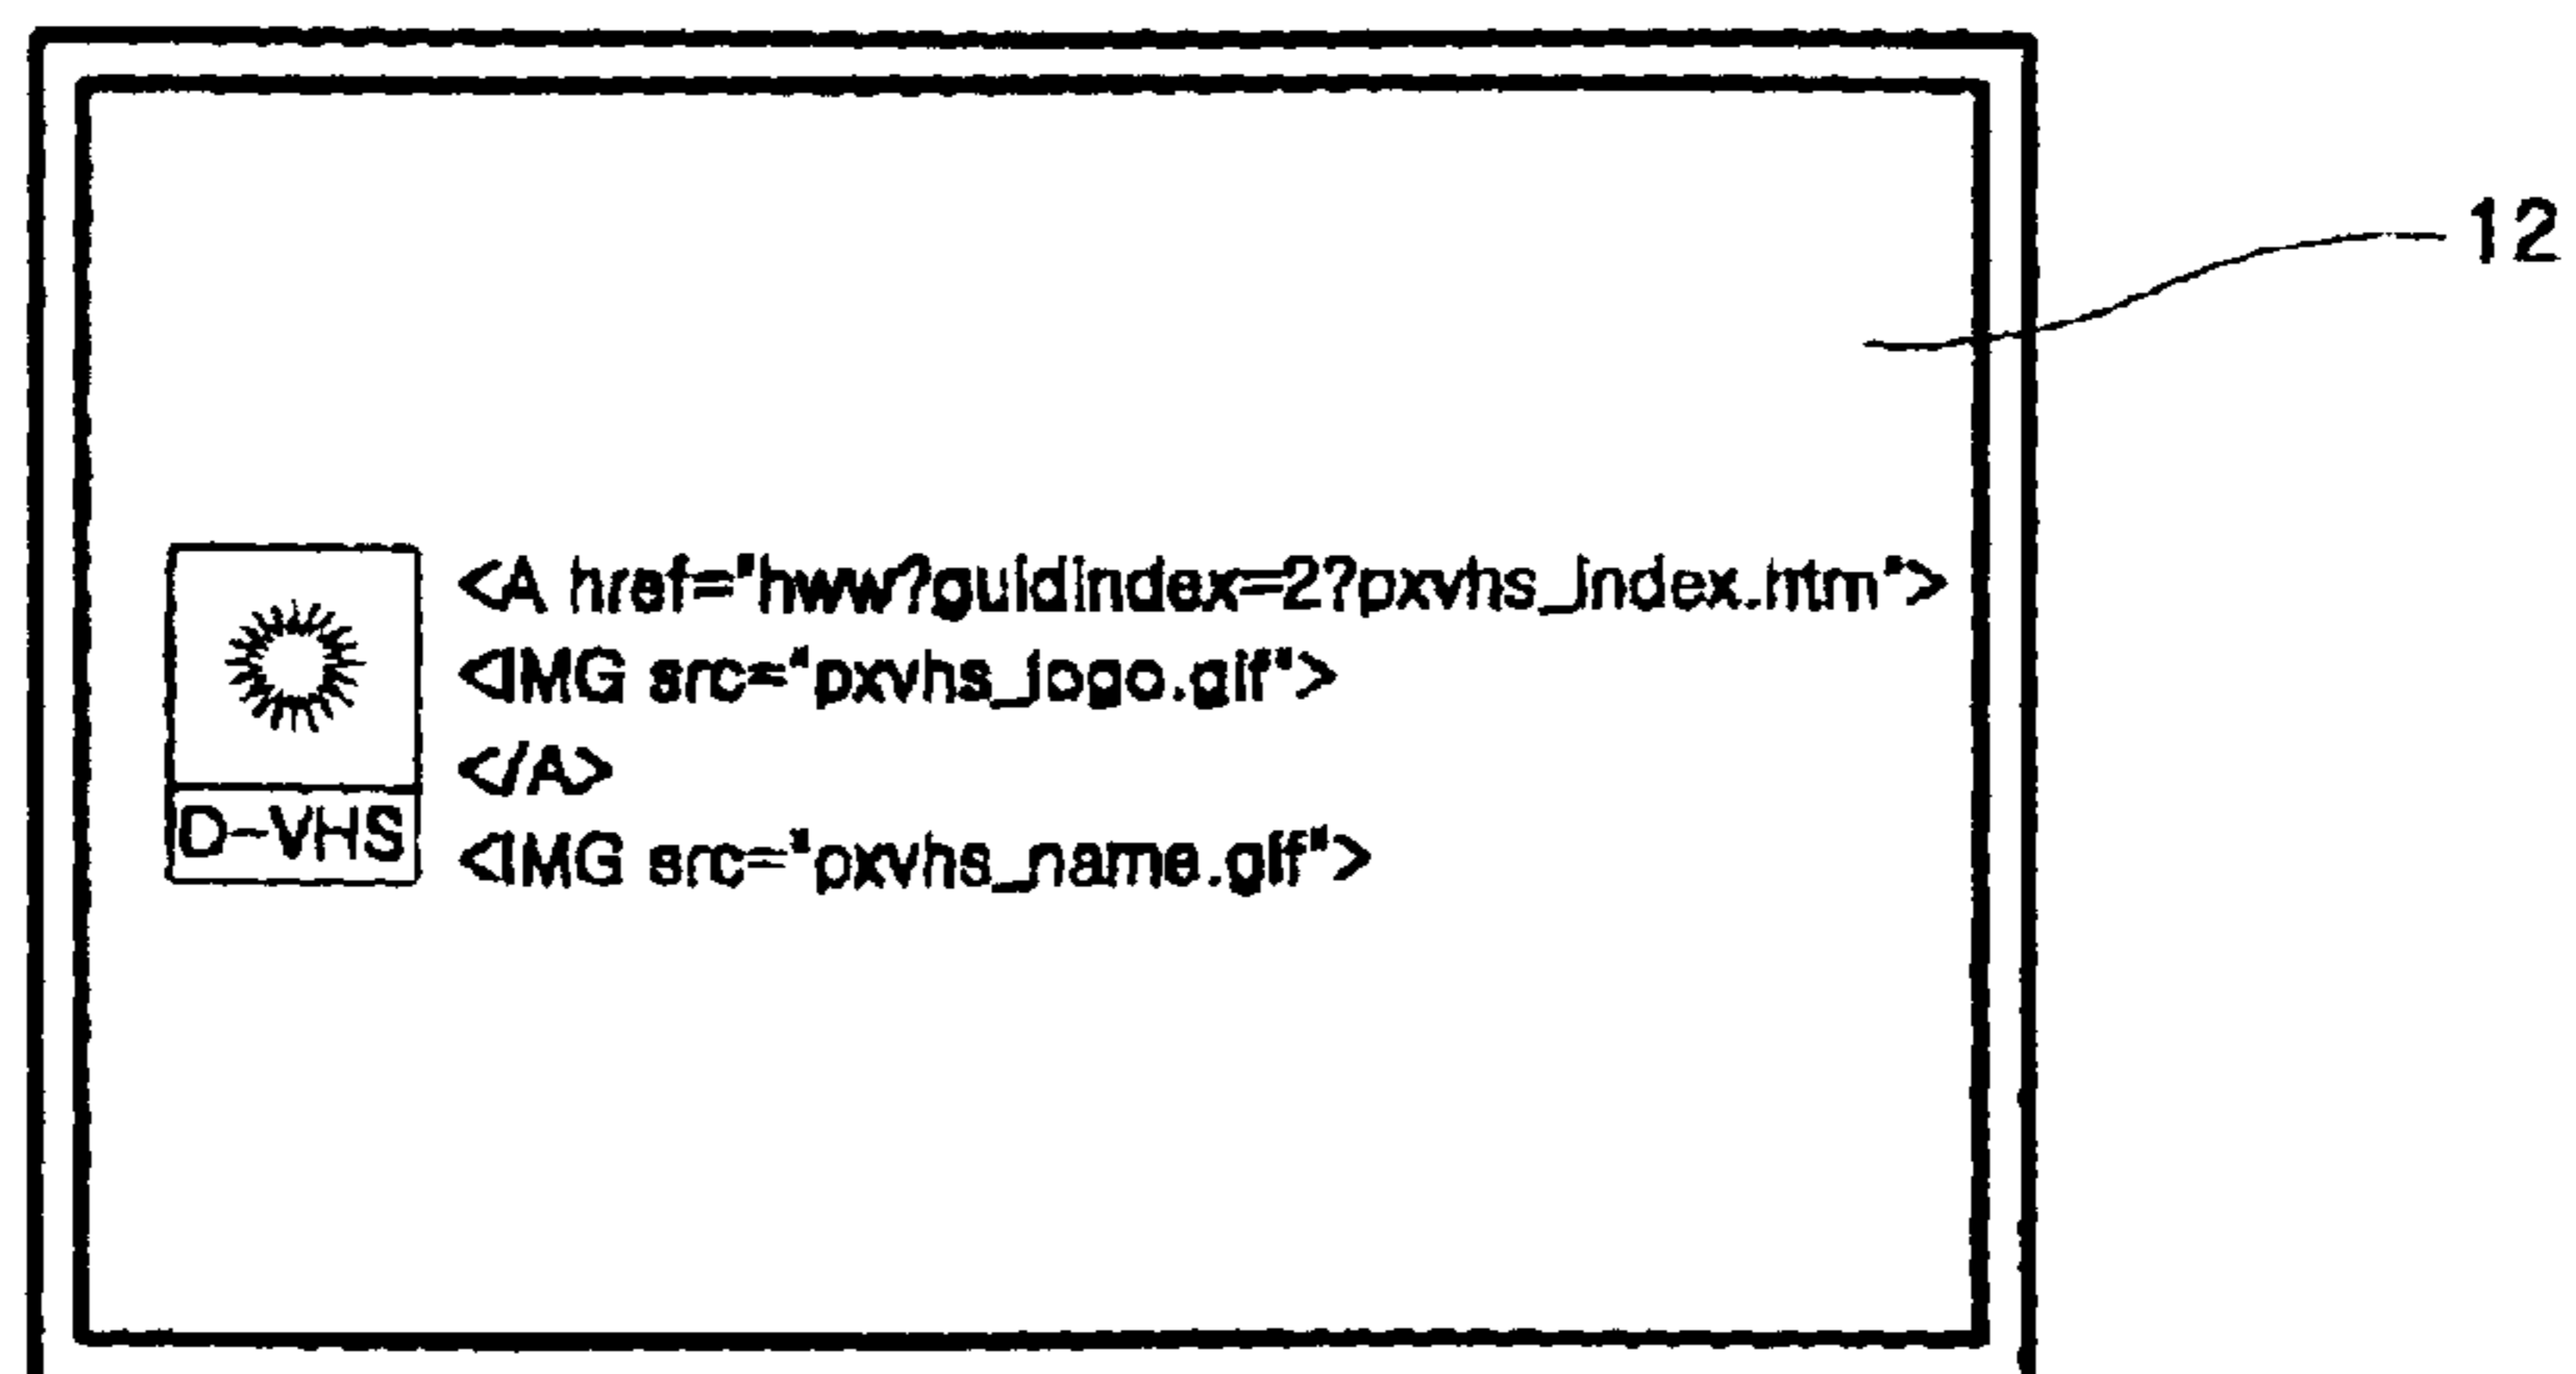 12
<A href="hww?guidindex=2?pxvhs_index.htm">
<IMG src="pxvhs_logo.gif">
</A>
D-VHS
<IMG src="pxvhs_name.gif">